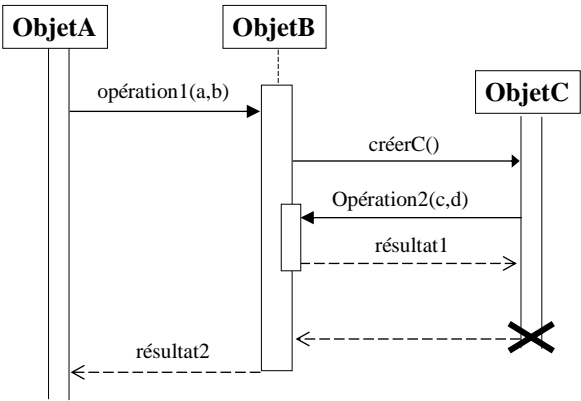 ObjetA
ObjetB
ObjetC
opération1(a,b)
créerC()
Opération2(c,d)
résultat1
résultat2